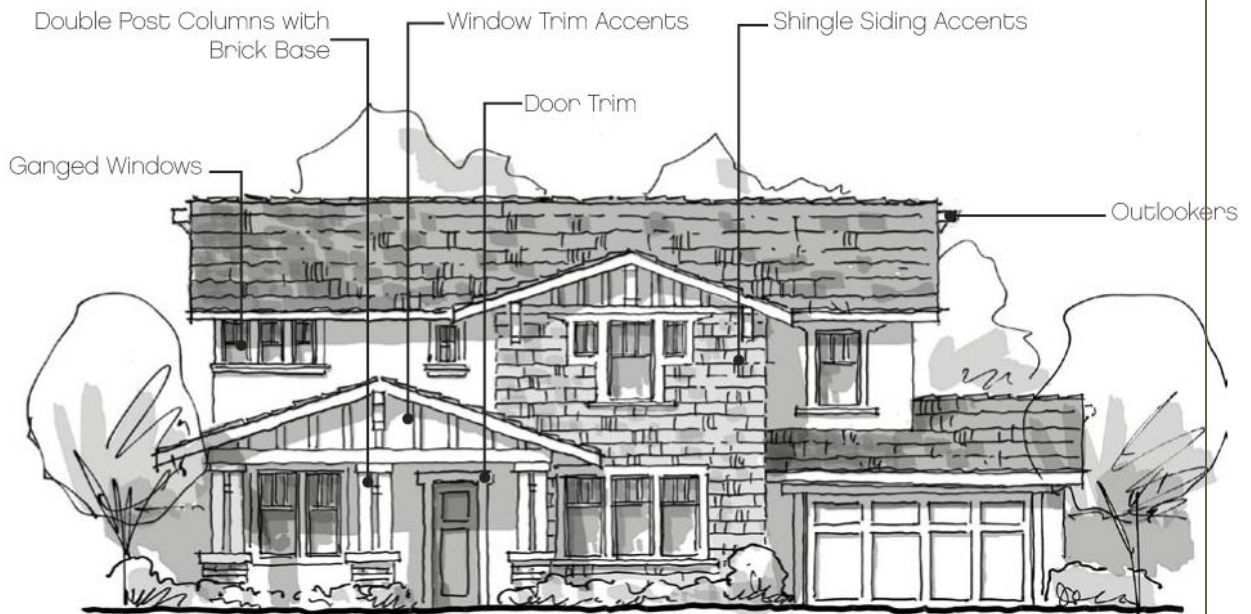 Double Post Columns with
Brick Base
Window Trim Accents
Shingle Siding Accents
Door Trim
Ganged Windows
Outlookers